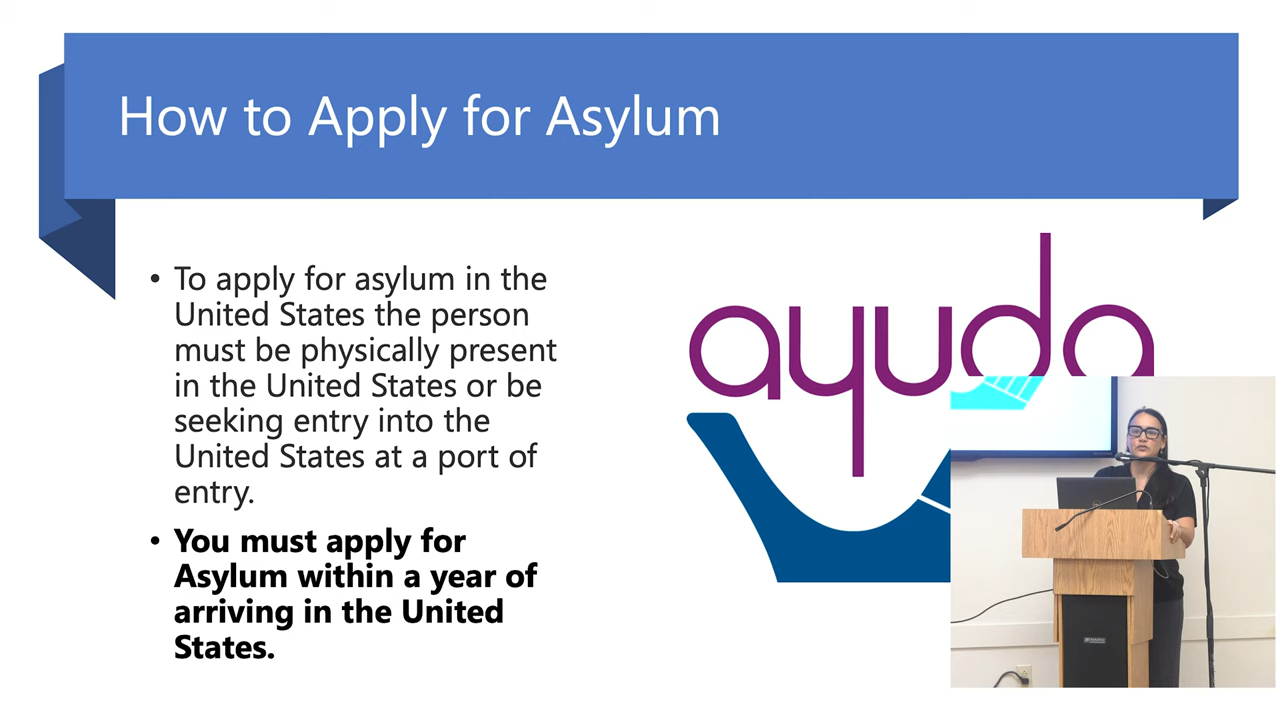 How to Apply for Asylum
• To apply for asylum in the
United States the person
must be physically present
in the United States or be
seeking entry into the
United States at a port of
entry.
• You must apply for
Asylum within a year of
arriving in the United
States.
ayuda